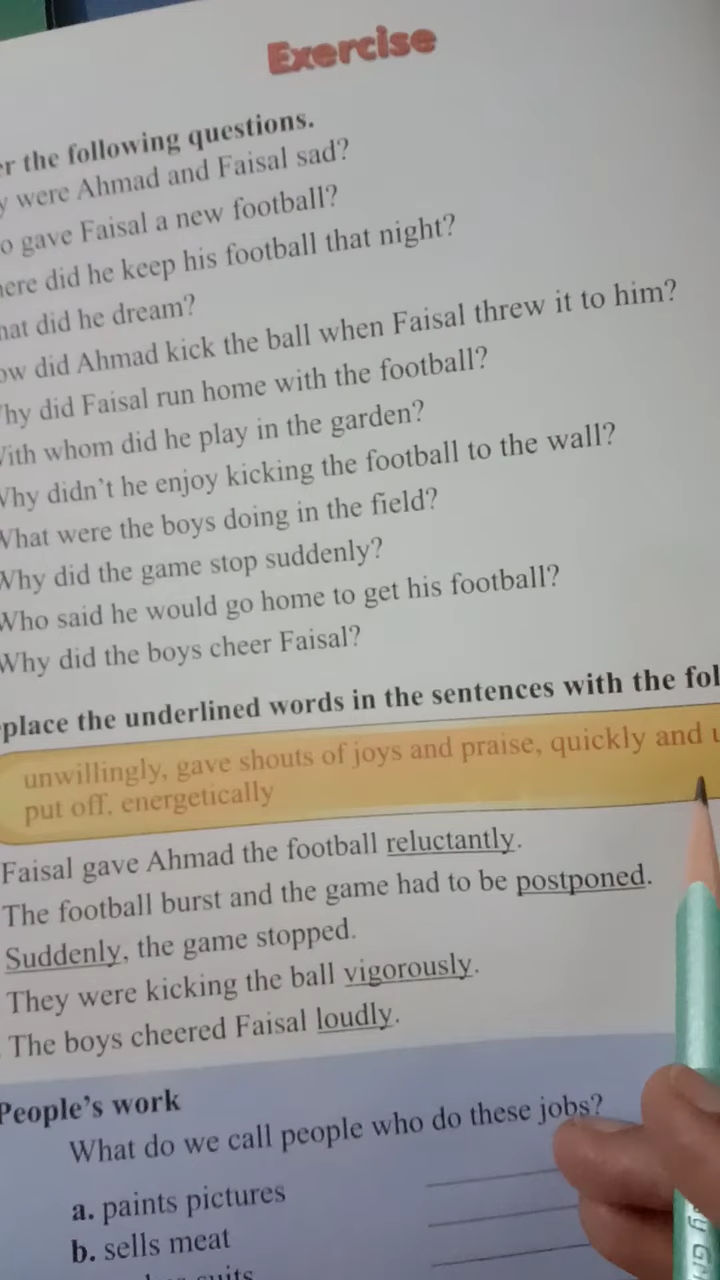 Exercise
er the following questions.
y were Ahmad and Faisal sad?
o gave Faisal a new football?
here did he keep his football that night?
hat did he dream?
ow did Ahmad kick the ball when Faisal threw it to him?
Why did Faisal run home with the football?
With whom did he play in the garden?
Why didn't he enjoy kicking the football to the wall?
What were the boys doing in the field?
Why did the game stop suddenly?
Who said he would go home to get his football?
Why did the boys cheer Faisal?
place the underlined words in the sentences with the fol
unwillingly, gave shouts of joys and praise, quickly and u
put off, energetically
Faisal gave Ahmad the football reluctantly.
The football burst and the game had to be postponed.
Suddenly, the game stopped.
They were kicking the ball vigorously.
The boys cheered Faisal loudly.
People's work
What do we call people who do these jobs?
a. paints pictures
b. sells meat
suits